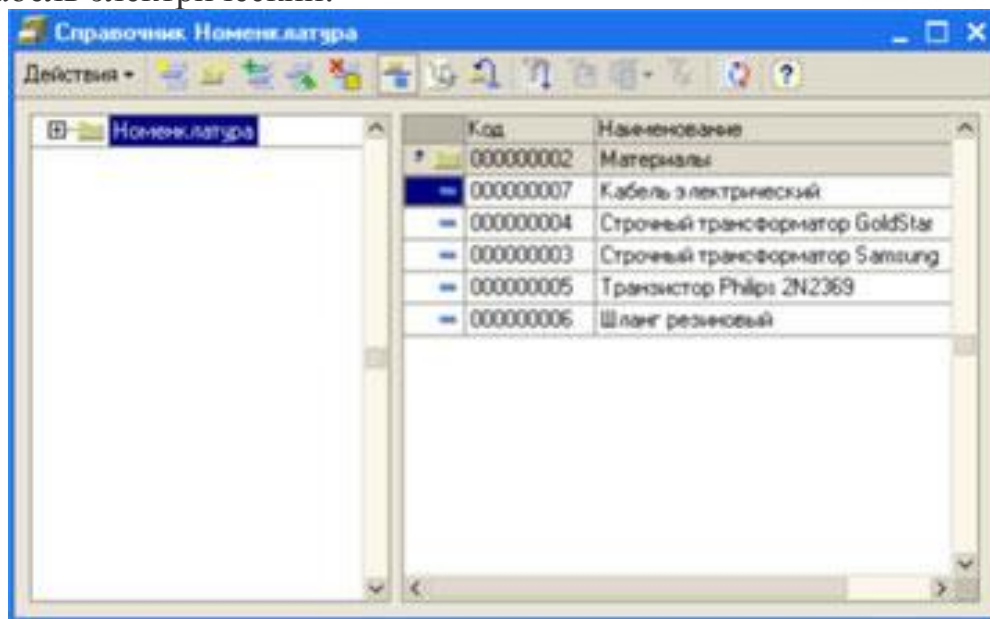 Справочник Номенклатура
Действия
Номенклатура
Код Наименование
000000002 Материалы
000000007 Кабель электрический
000000004 Строчный трансформатор GoldStar
000000003 Строчный трансформатор Samsung
000000005 Транзистор Philips 2N2369
000000006 Шланг резиновый